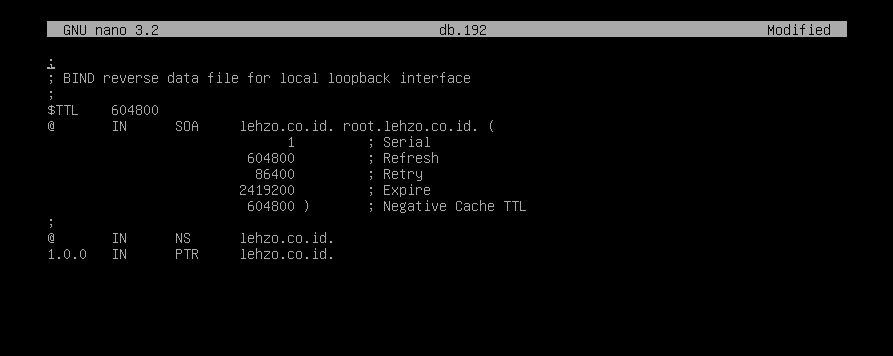 GNU nano 3.2 db.192 Modified
;
; BIND reverse data file for local loopback interface
;
$TTL 604800
@ IN SOA lehzo.co.id. root.lehzo.co.id. (
1 ; Serial
604800 ; Refresh
86400 ; Retry
2419200 ; Expire
604800 ) ; Negative Cache TTL
;
@ IN NS lehzo.co.id.
1.0.0 IN PTR lehzo.co.id.